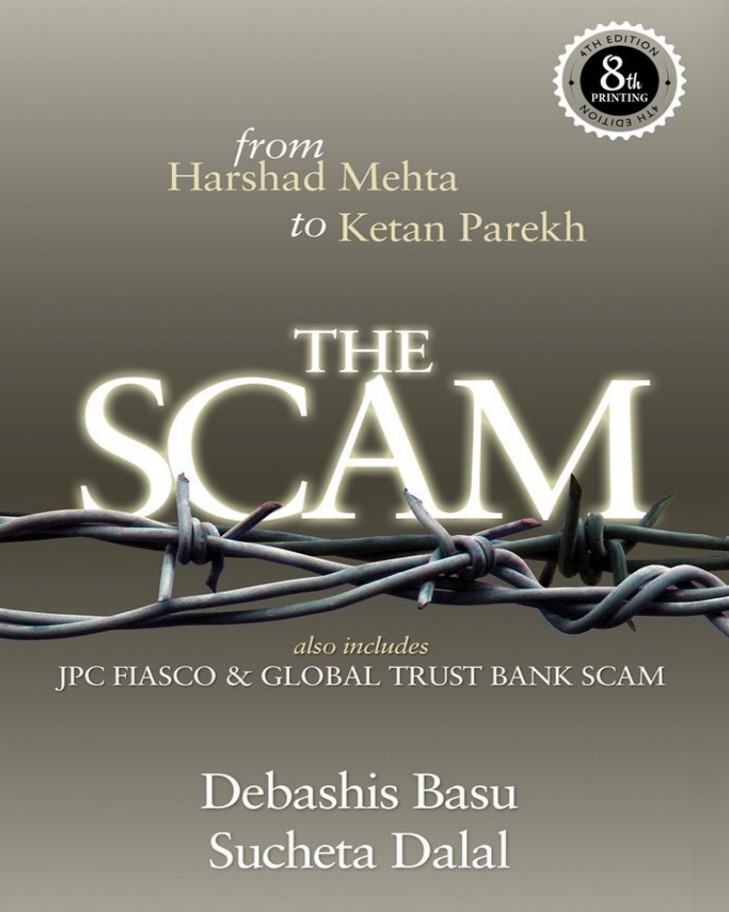 4TH EDITION
8th
PRINTING
4TH EDITION
from
Harshad Mehta
to Ketan Parekh
THE
SCAM
also includes
JPC FIASCO & GLOBAL TRUST BANK SCAM
Debashis Basu
Sucheta Dalal